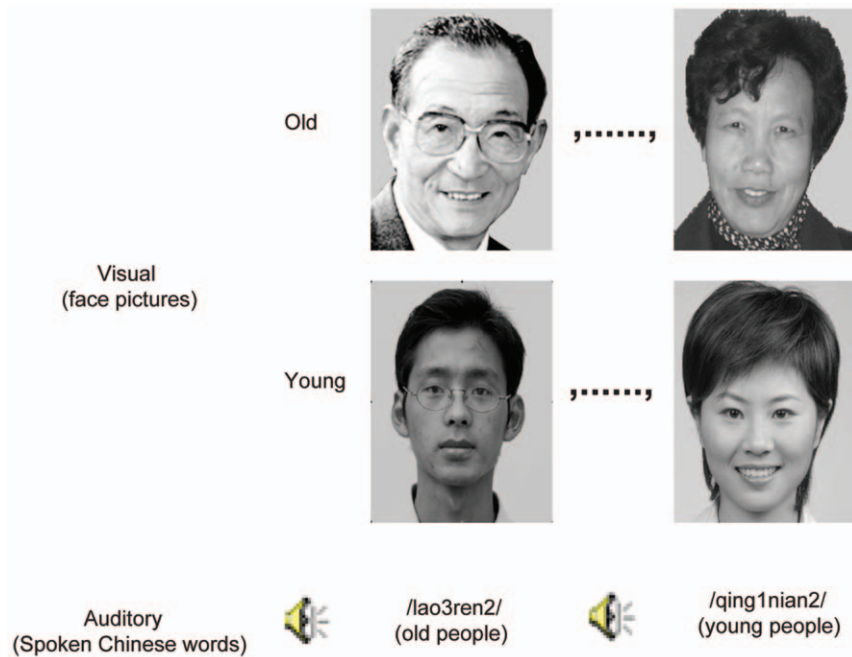 Old
,.......,
Visual
(face pictures)
Young
,.......,
Auditory
(Spoken Chinese words)
/lao3ren2/
(old people)
/qing1nian2/
(young people)